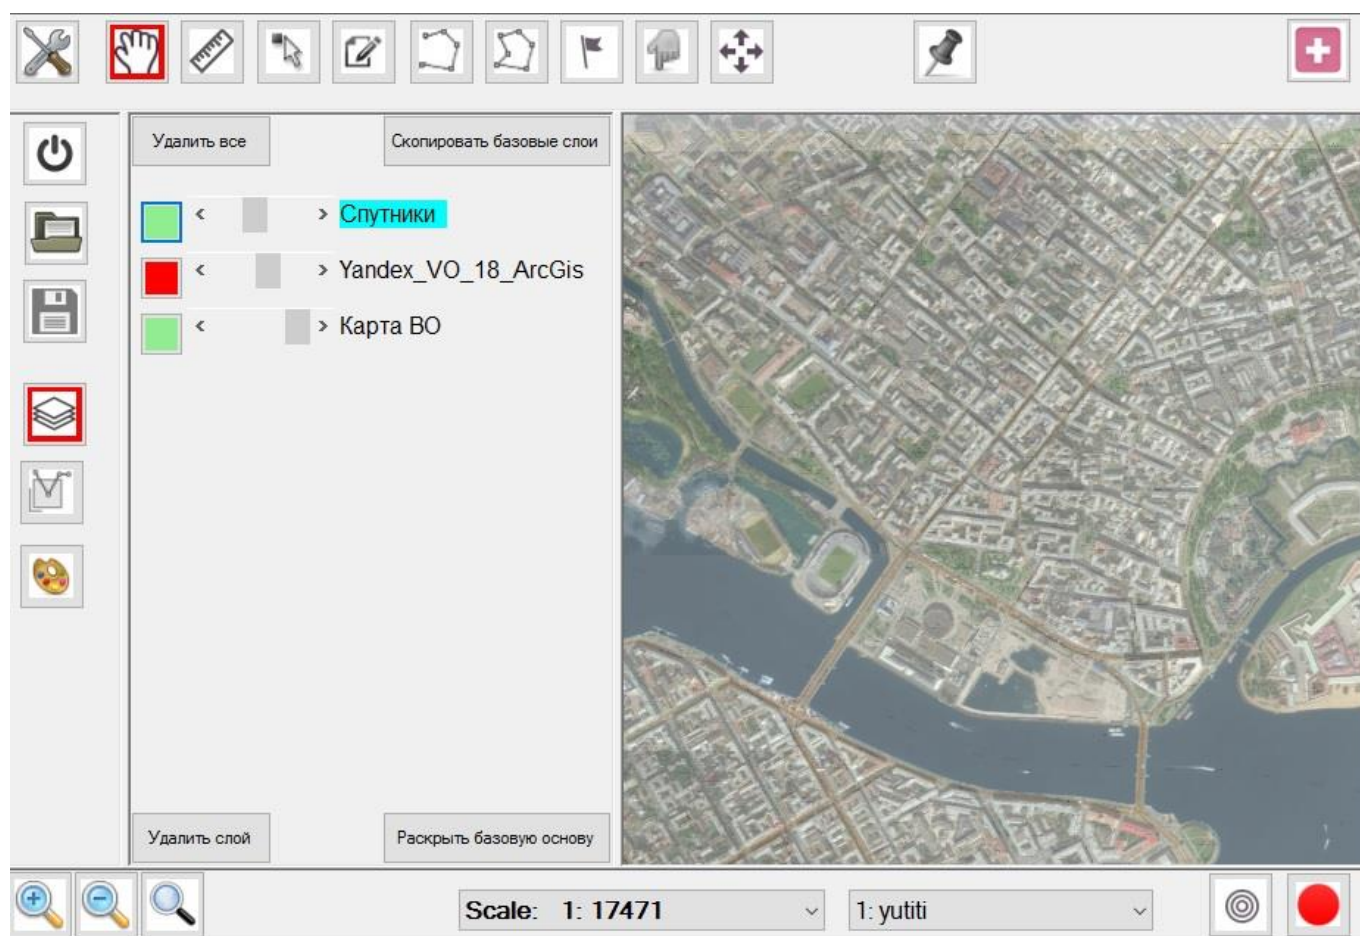 Удалить все
Скопировать базовые слои
< > Спутники
< > Yandex_VO_18_ArcGis
< > Карта ВО
Удалить слой
Раскрыть базовую основу
Scale: 1: 17471
1: yutiti